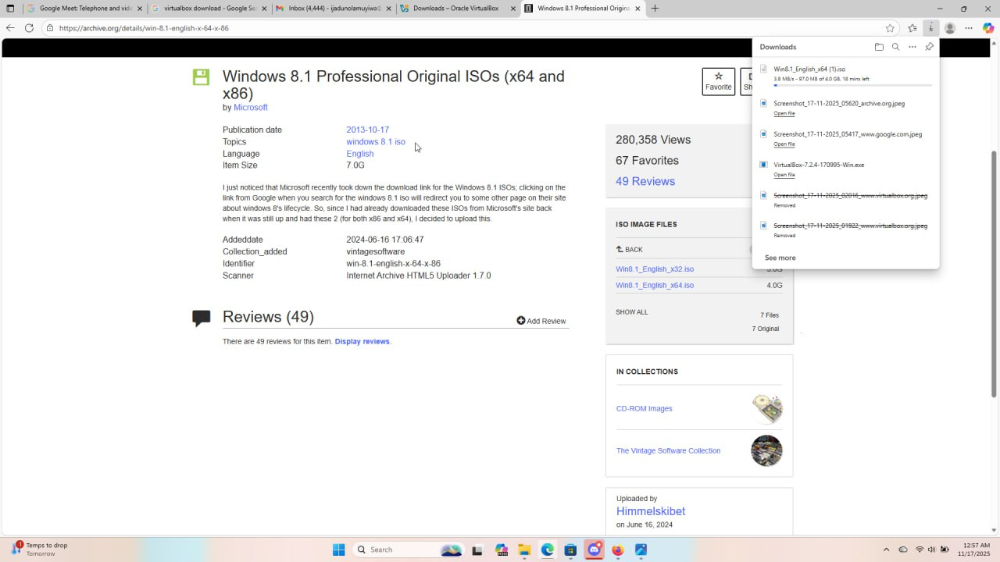 Google Meet: Telephone and vide
virtualbox download - Google Se
Inbox (4,444) - ijadunolamuyiwa
Downloads – Oracle VirtualBox
Windows 8.1 Professional Origina
https://archive.org/details/win-8.1-english-x-64-x-86
Downloads
Win8.1_English_x64 (1).iso
3.8 MB/s - 97.0 MB of 4.0 GB, 18 mins left
Screenshot_17-11-2025_05620_archive.org.jpeg
Open file
Screenshot_17-11-2025_05417_www.google.com.jpeg
Open file
VirtualBox-7.2.4-170995-Win.exe
Open file
Screenshot_17-11-2025_02016_www.virtualbox.org.jpeg
Removed
Screenshot_17-11-2025_01922_www.virtualbox.org.jpeg
Removed
See more
Windows 8.1 Professional Original ISOs (x64 and
x86)
by Microsoft
Favorite
Sh
Publication date 2013-10-17
Topics windows 8.1 iso
Language English
Item Size 7.0G
I just noticed that Microsoft recently took down the download link for the Windows 8.1 ISOs; clicking on the
link from Google when you search for the windows 8.1 iso will redirect you to some other page on their site
about windows 8's lifecycle. So, since I had already downloaded these ISOs from Microsoft's site back
when it was still up and had these 2 (for both x86 and x64), I decided to upload this.
Addeddate 2024-06-16 17:06:47
Collection_added vintagesoftware
Identifier win-8.1-english-x-64-x-86
Scanner Internet Archive HTML5 Uploader 1.7.0
Reviews (49)
Add Review
There are 49 reviews for this item. Display reviews.
280,358 Views
67 Favorites
49 Reviews
ISO IMAGE FILES
BACK
Win8.1_English_x32.iso 3.0G
Win8.1_English_x64.iso 4.0G
SHOW ALL
7 Files
7 Original
IN COLLECTIONS
CD-ROM Images
The Vintage Software Collection
Uploaded by
Himmelskibet
on June 16, 2024
1
Temps to drop
Tomorrow
Search
12:57 AM
11/17/2025